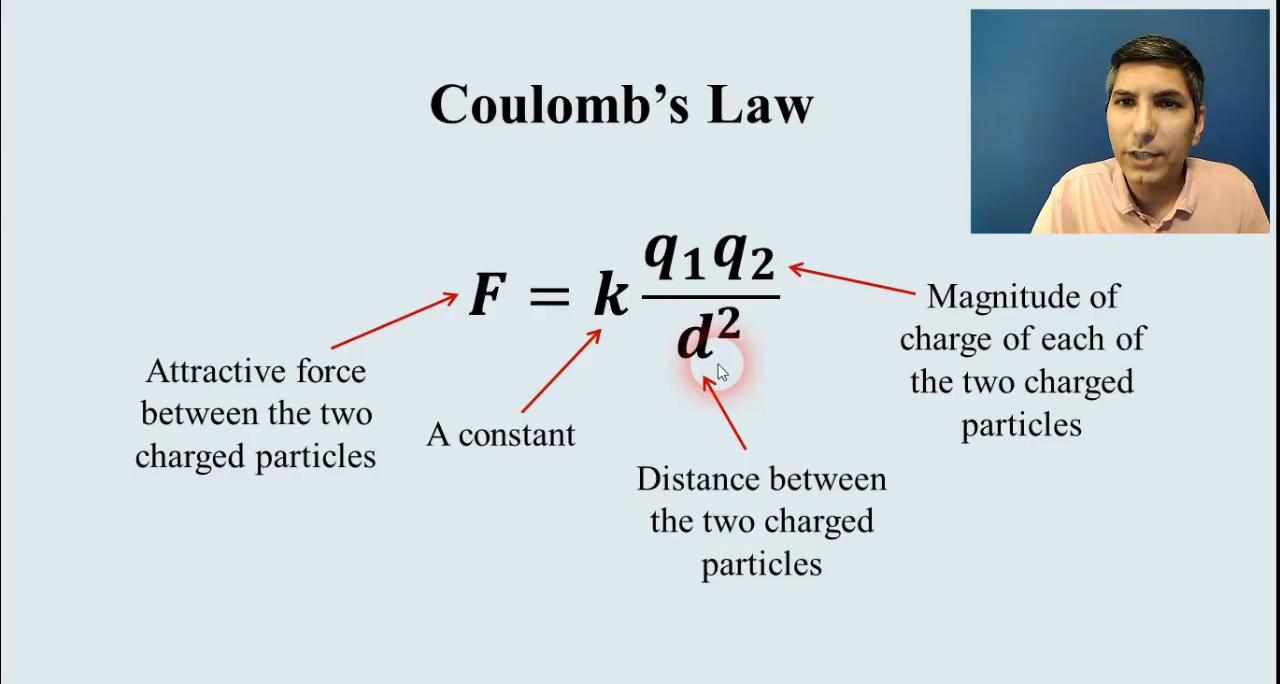 Coulomb’s Law
F = k q₁q₂ / d²
Attractive force
between the two
charged particles
A constant
Distance between
the two charged
particles
Magnitude of
charge of each of
the two charged
particles